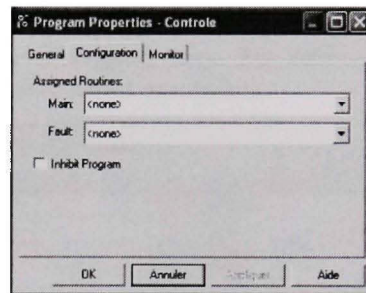 Program Properties - Controle
General Configuration Monitor
Assigned Routines:
Main: <none>
Fault: <none>
Inhibit Program
OK Annuler Appliquer Aide